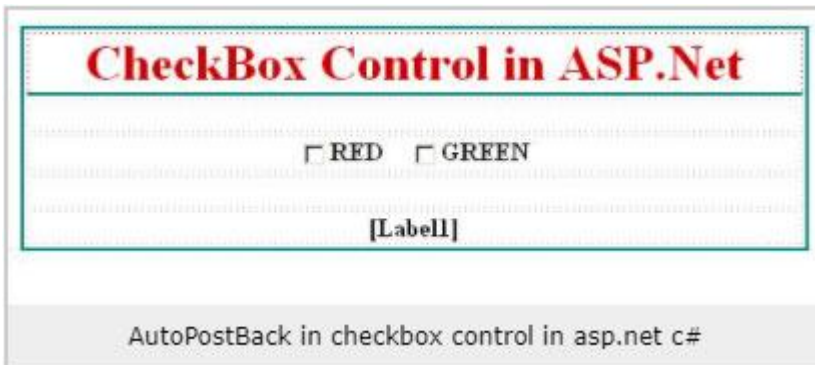 CheckBox Control in ASP.Net
RED GREEN
[Label1]
AutoPostBack in checkbox control in asp.net c#